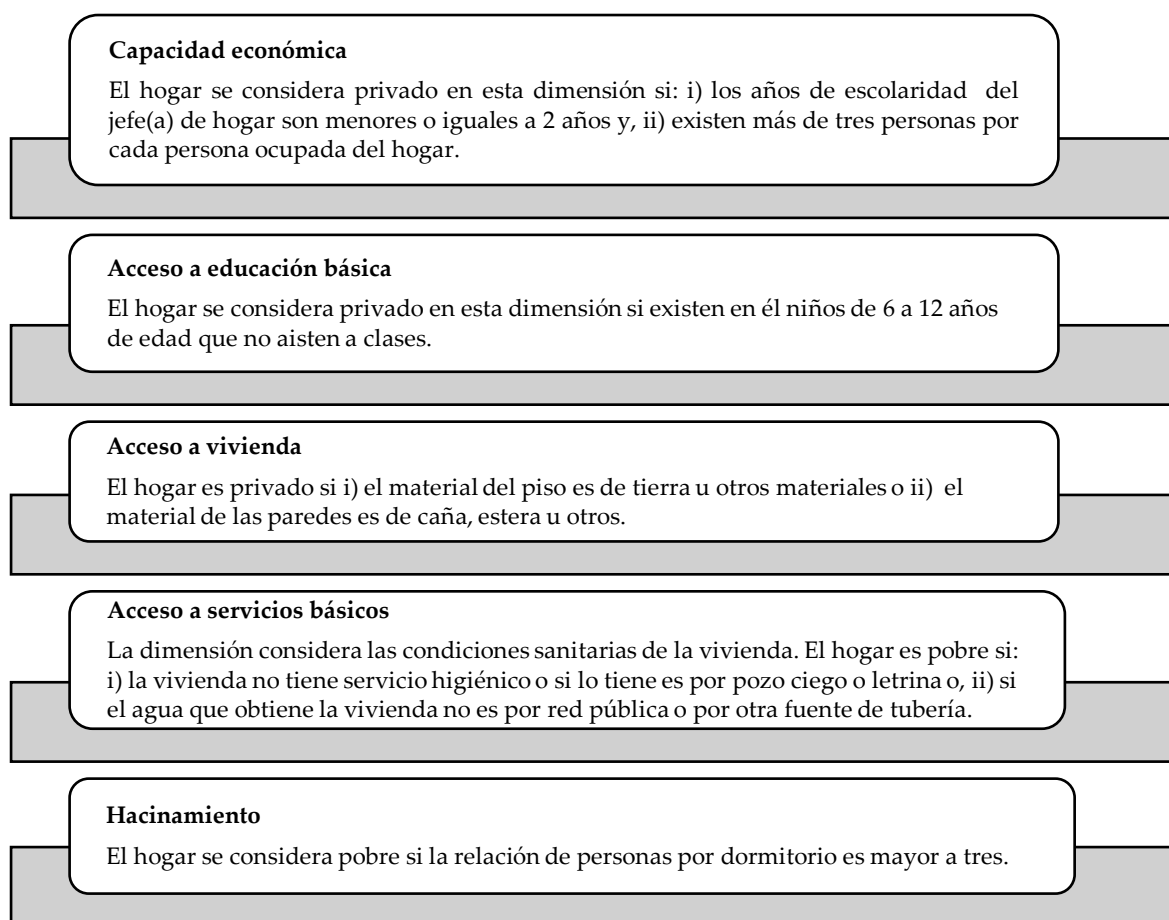 Capacidad económica
El hogar se considera privado en esta dimensión si: i) los años de escolaridad del
jefe(a) de hogar son menores o iguales a 2 años y, ii) existen más de tres personas por
cada persona ocupada del hogar.
Acceso a educación básica
El hogar se considera privado en esta dimensión si existen en él niños de 6 a 12 años
de edad que no aisten a clases.
Acceso a vivienda
El hogar es privado si i) el material del piso es de tierra u otros materiales o ii) el
material de las paredes es de caña, estera u otros.
Acceso a servicios básicos
La dimensión considera las condiciones sanitarias de la vivienda. El hogar es pobre si:
i) la vivienda no tiene servicio higiénico o si lo tiene es por pozo ciego o letrina o, ii) si
el agua que obtiene la vivienda no es por red pública o por otra fuente de tubería.
Hacinamiento
El hogar se considera pobre si la relación de personas por dormitorio es mayor a tres.